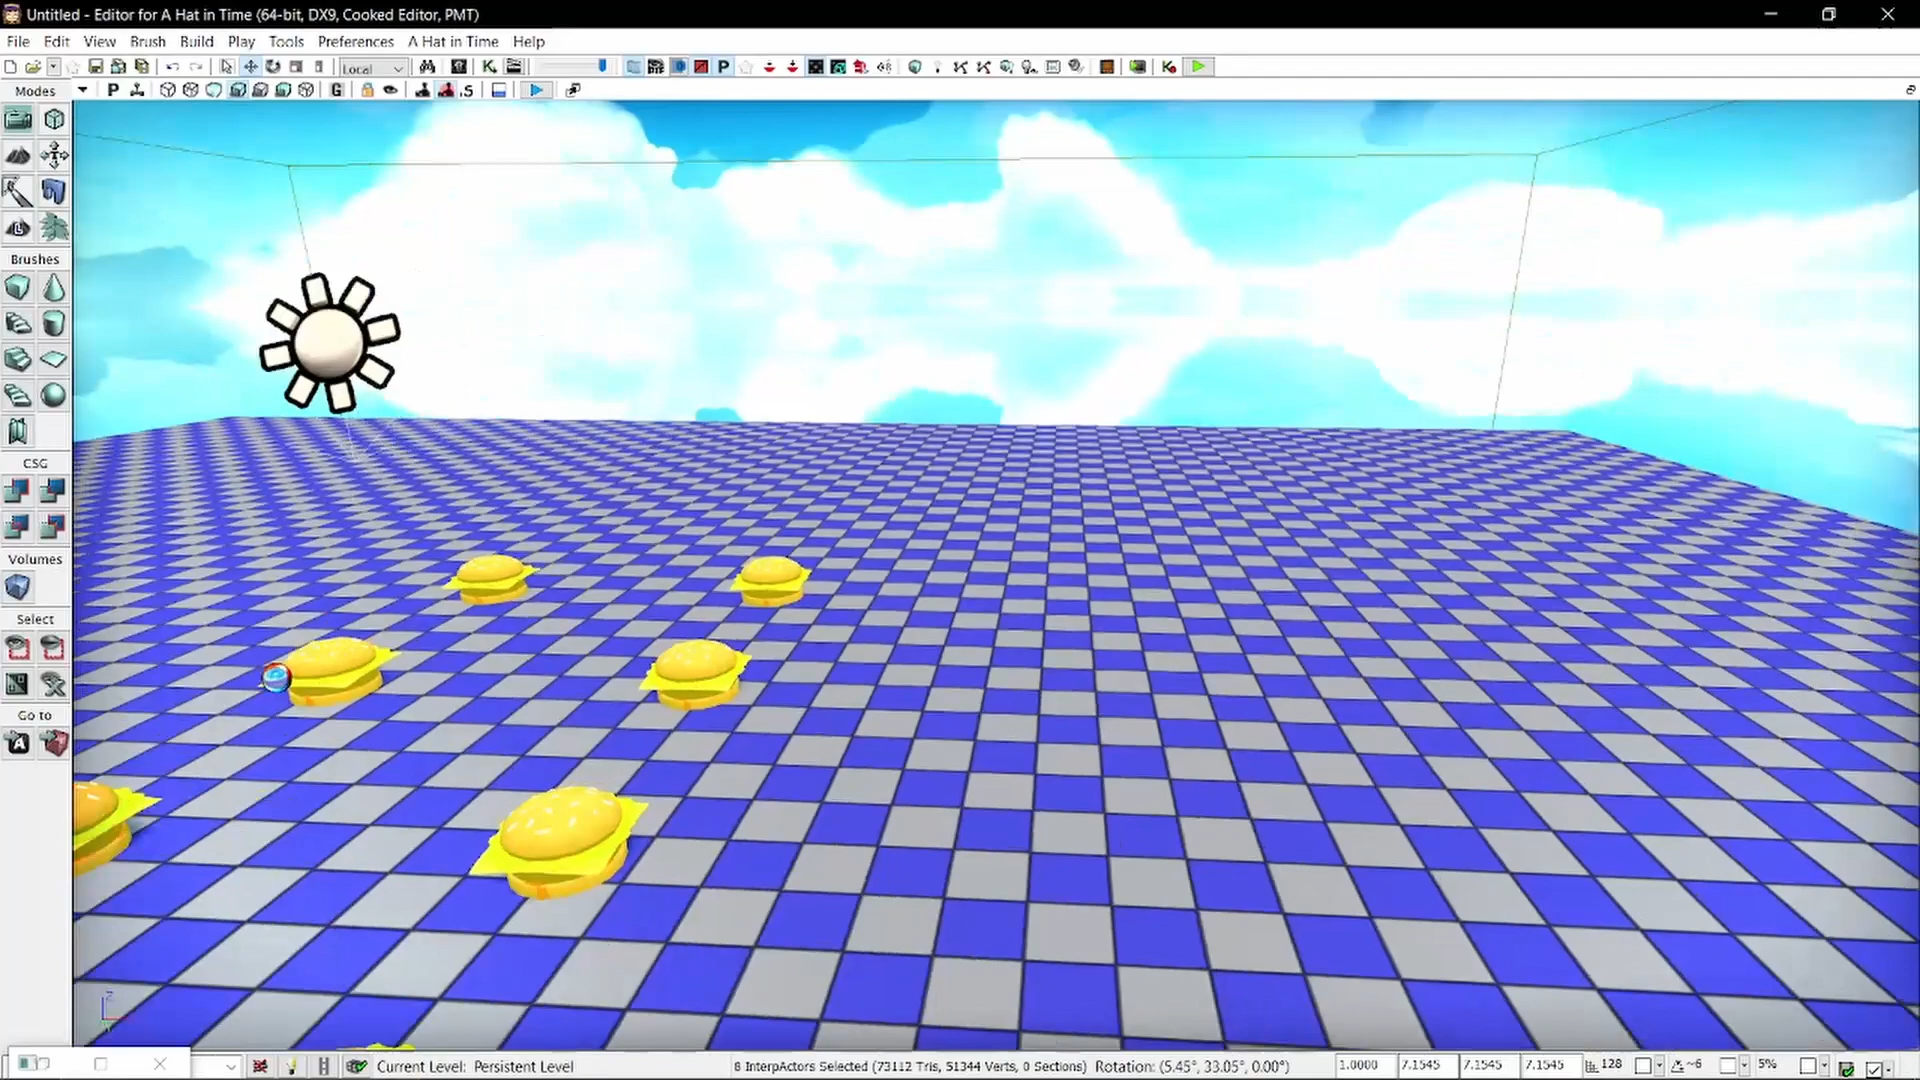 Untitled - Editor for A Hat in Time (64-bit, DX9, Cooked Editor, PMT)
File Edit View Brush Build Play Tools Preferences A Hat in Time Help
Local
Modes P G .5
Brushes
CSG
Volumes
Select
Go to
Current Level: Persistent Level 8 InterpActors Selected (73112 Tris, 51344 Verts, 0 Sections) Rotation: (5.45°, 33.05°, 0.00°) 1.0000 7.1545 7.1545 7.1545 128 ~6 5%